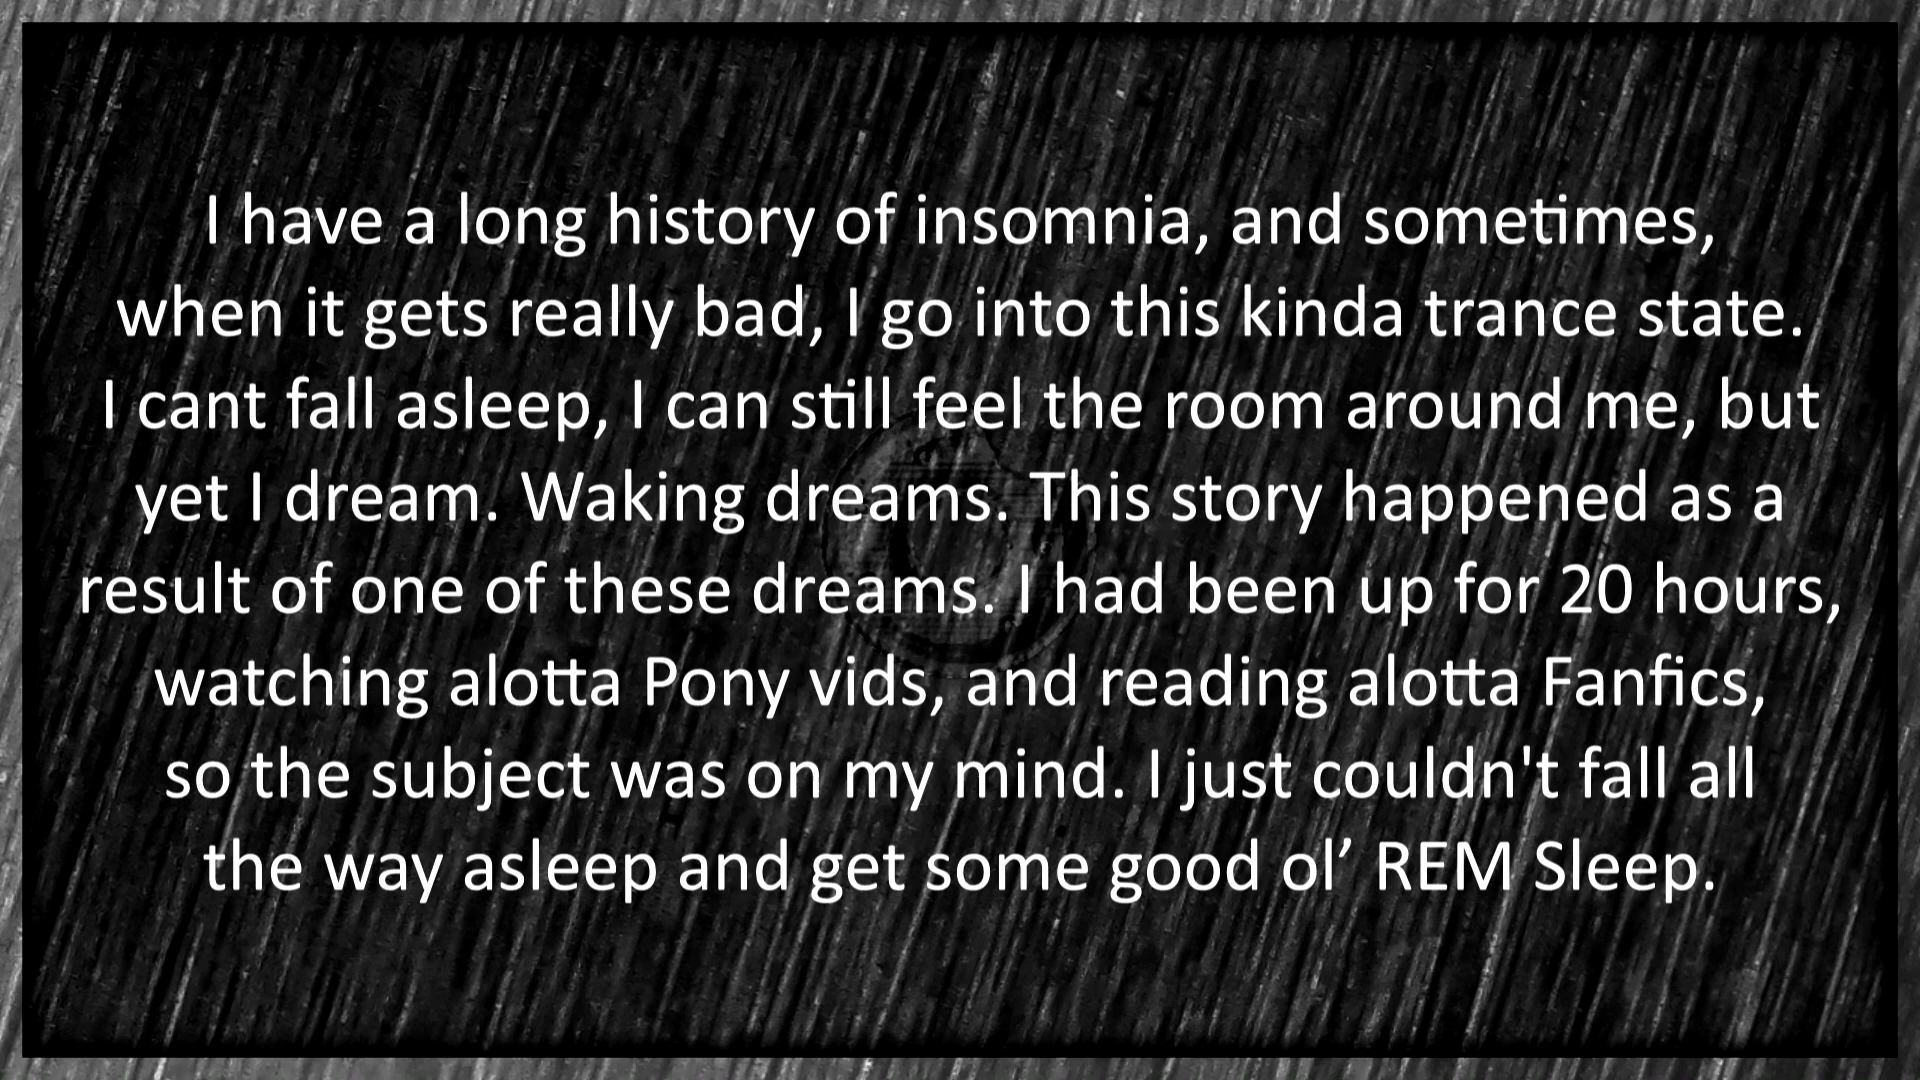 I have a long history of insomnia, and sometimes,
when it gets really bad, I go into this kinda trance state.
I cant fall asleep, I can still feel the room around me, but
yet I dream. Waking dreams. This story happened as a
result of one of these dreams. I had been up for 20 hours,
watching alotta Pony vids, and reading alotta Fanfics,
so the subject was on my mind. I just couldn't fall all
the way asleep and get some good ol’ REM Sleep.